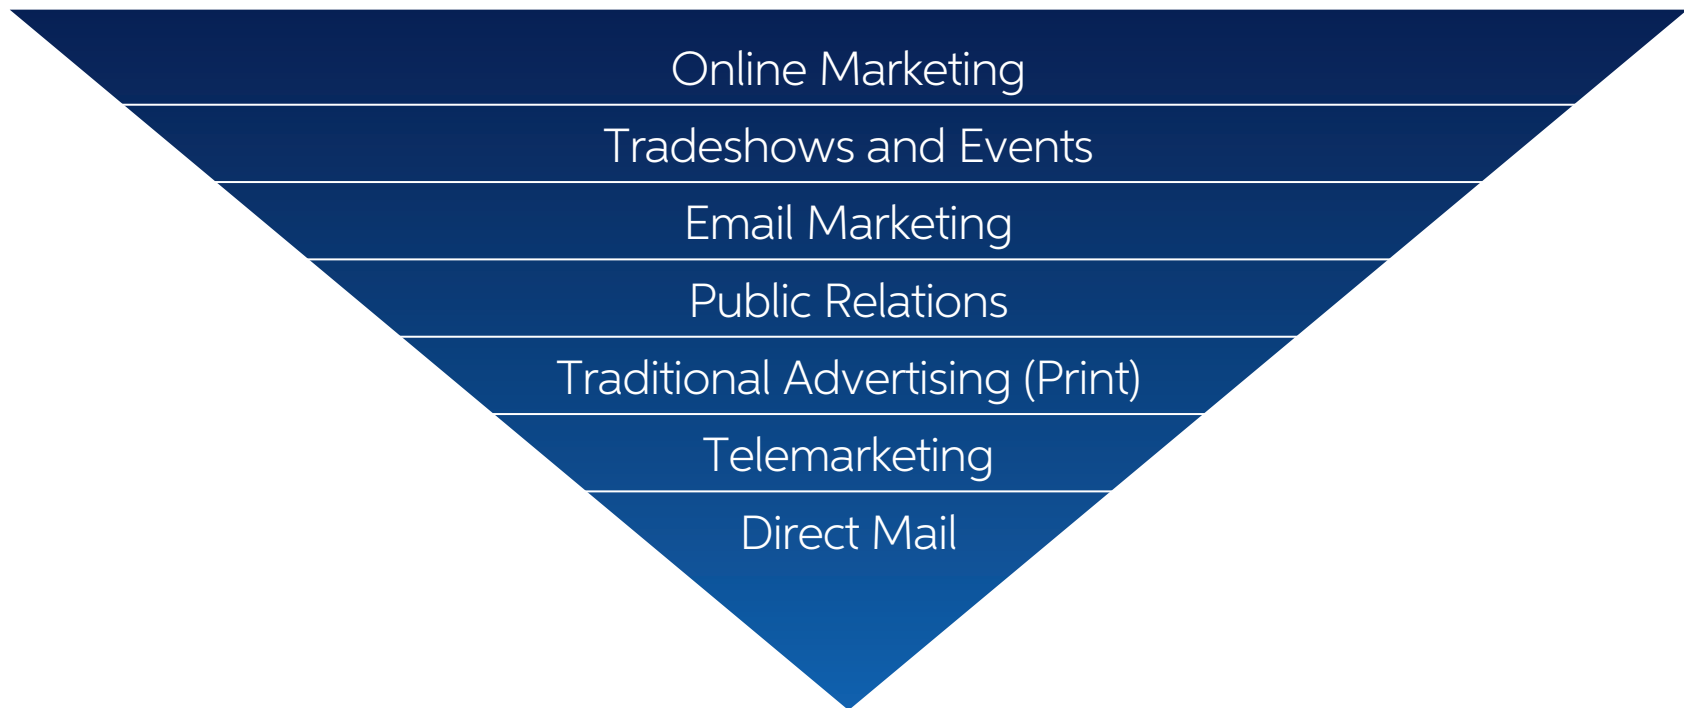 Online Marketing
Tradeshows and Events
Email Marketing
Public Relations
Traditional Advertising (Print)
Telemarketing
Direct Mail